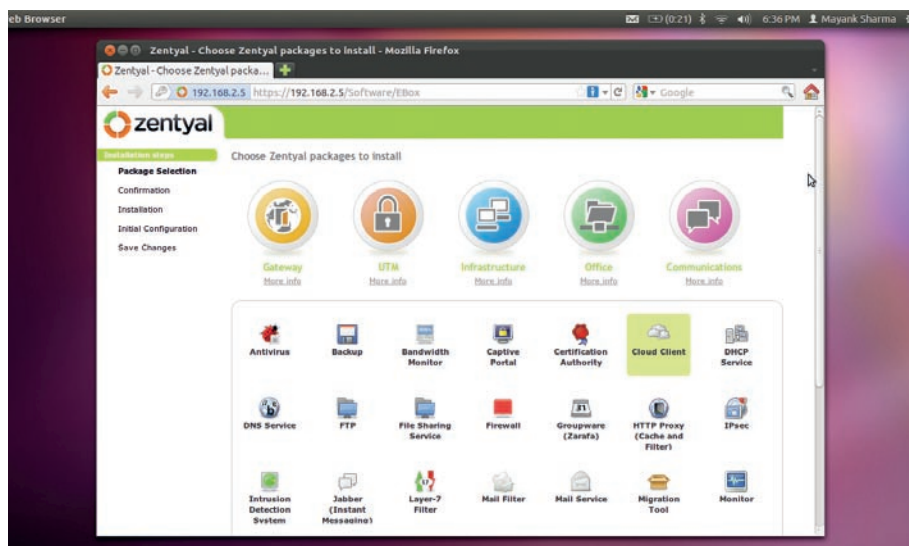 eb Browser
(0:21)
6:36 PM
Mayank Sharma
Zentyal - Choose Zentyal packages to install - Mozilla Firefox
Zentyal - Choose Zentyal packa...
192.168.2.5
https://192.168.2.5/Software/EBox
Google
zentyal
Installation steps
Package Selection
Confirmation
Installation
Initial Configuration
Save Changes
Choose Zentyal packages to install
Gateway
More info
UTM
More info
Infrastructure
More info
Office
More info
Communications
More info
Antivirus
Backup
Bandwidth
Monitor
Captive
Portal
Certification
Authority
Cloud Client
DHCP
Service
DNS Service
FTP
File Sharing
Service
Firewall
31
Groupware
(Zarafa)
HTTP Proxy
(Cache and
Filter)
IPsec
Intrusion
Detection
System
Jabber
(Instant
Messaging)
Layer-7
Filter
Mail Filter
Mail Service
Migration
Tool
Monitor